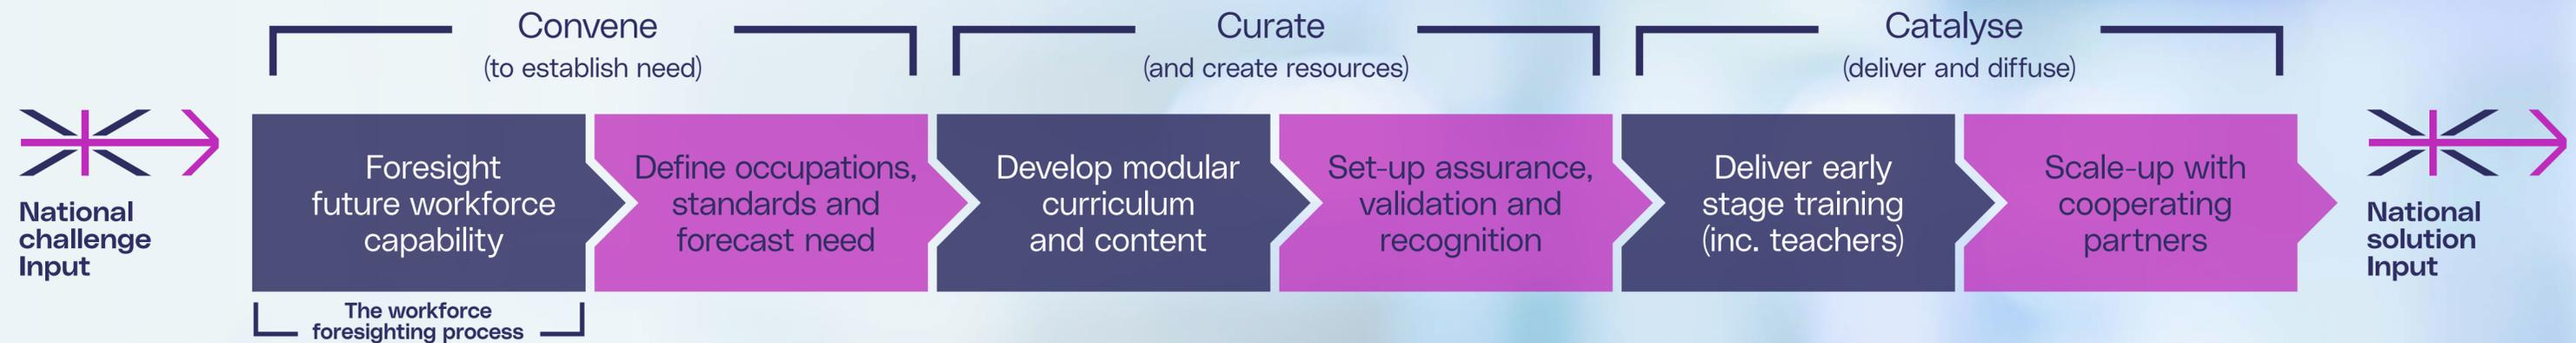 Convene
(to establish need)
Curate
(and create resources)
Catalyse
(deliver and diffuse)
National
challenge
Input
Foresight
future workforce
capability
Define occupations,
standards and
forecast need
Develop modular
curriculum
and content
Set-up assurance,
validation and
recognition
Deliver early
stage training
(inc. teachers)
Scale-up with
cooperating
partners
National
solution
Input
The workforce
foresighting process